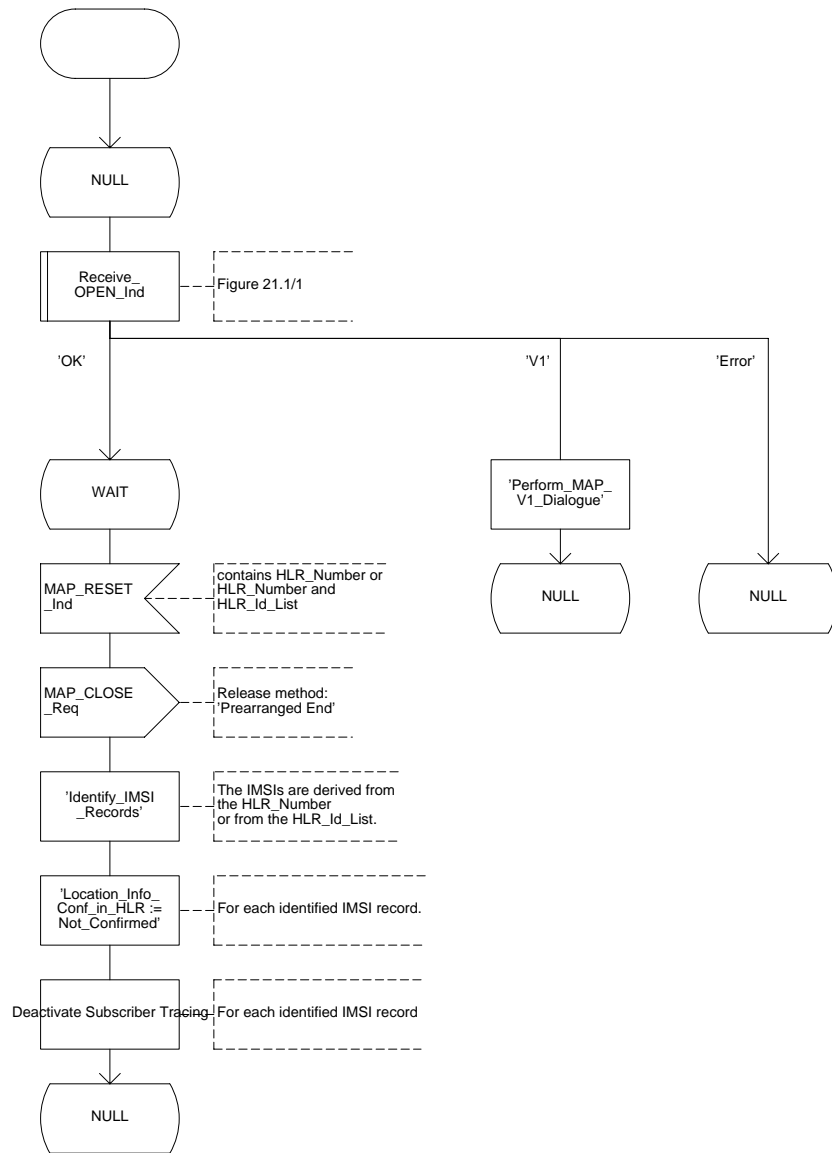 NULL
Receive_
OPEN_Ind
Figure 21.1/1
'OK'
'V1'
'Error'
WAIT
'Perform_MAP_
V1_Dialogue'
MAP_RESET
_Ind
contains HLR_Number or
HLR_Number and
HLR_Id_List
NULL
NULL
MAP_CLOSE
_Req
Release method:
'Prearranged End'
'Identify_IMSI
_Records'
The IMSIs are derived from
the HLR_Number
or from the HLR_Id_List.
'Location_Info_
Conf_in_HLR :=
Not_Confirmed'
For each identified IMSI record.
Deactivate Subscriber Tracing
For each identified IMSI record
NULL